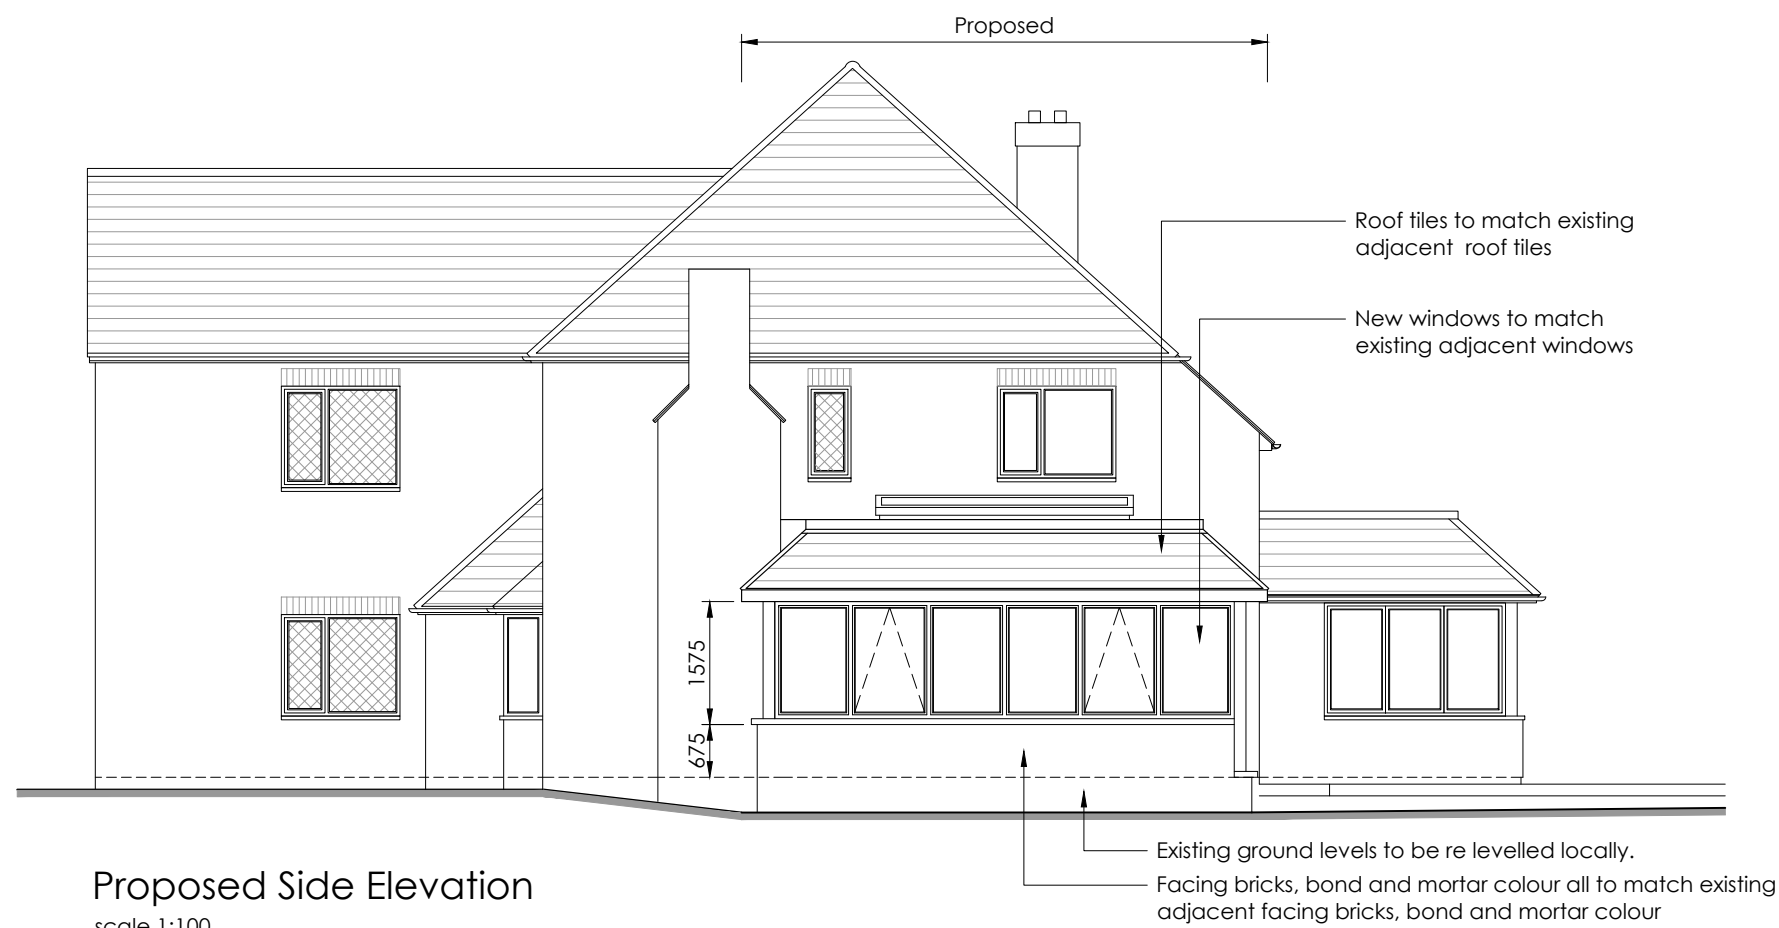 Proposed
Roof tiles to match existing
adjacent roof tiles
New windows to match
existing adjacent windows
1575
675
Existing ground levels to be re levelled locally.
Facing bricks, bond and mortar colour all to match existing
adjacent facing bricks, bond and mortar colour
Proposed Side Elevation
scale 1:100